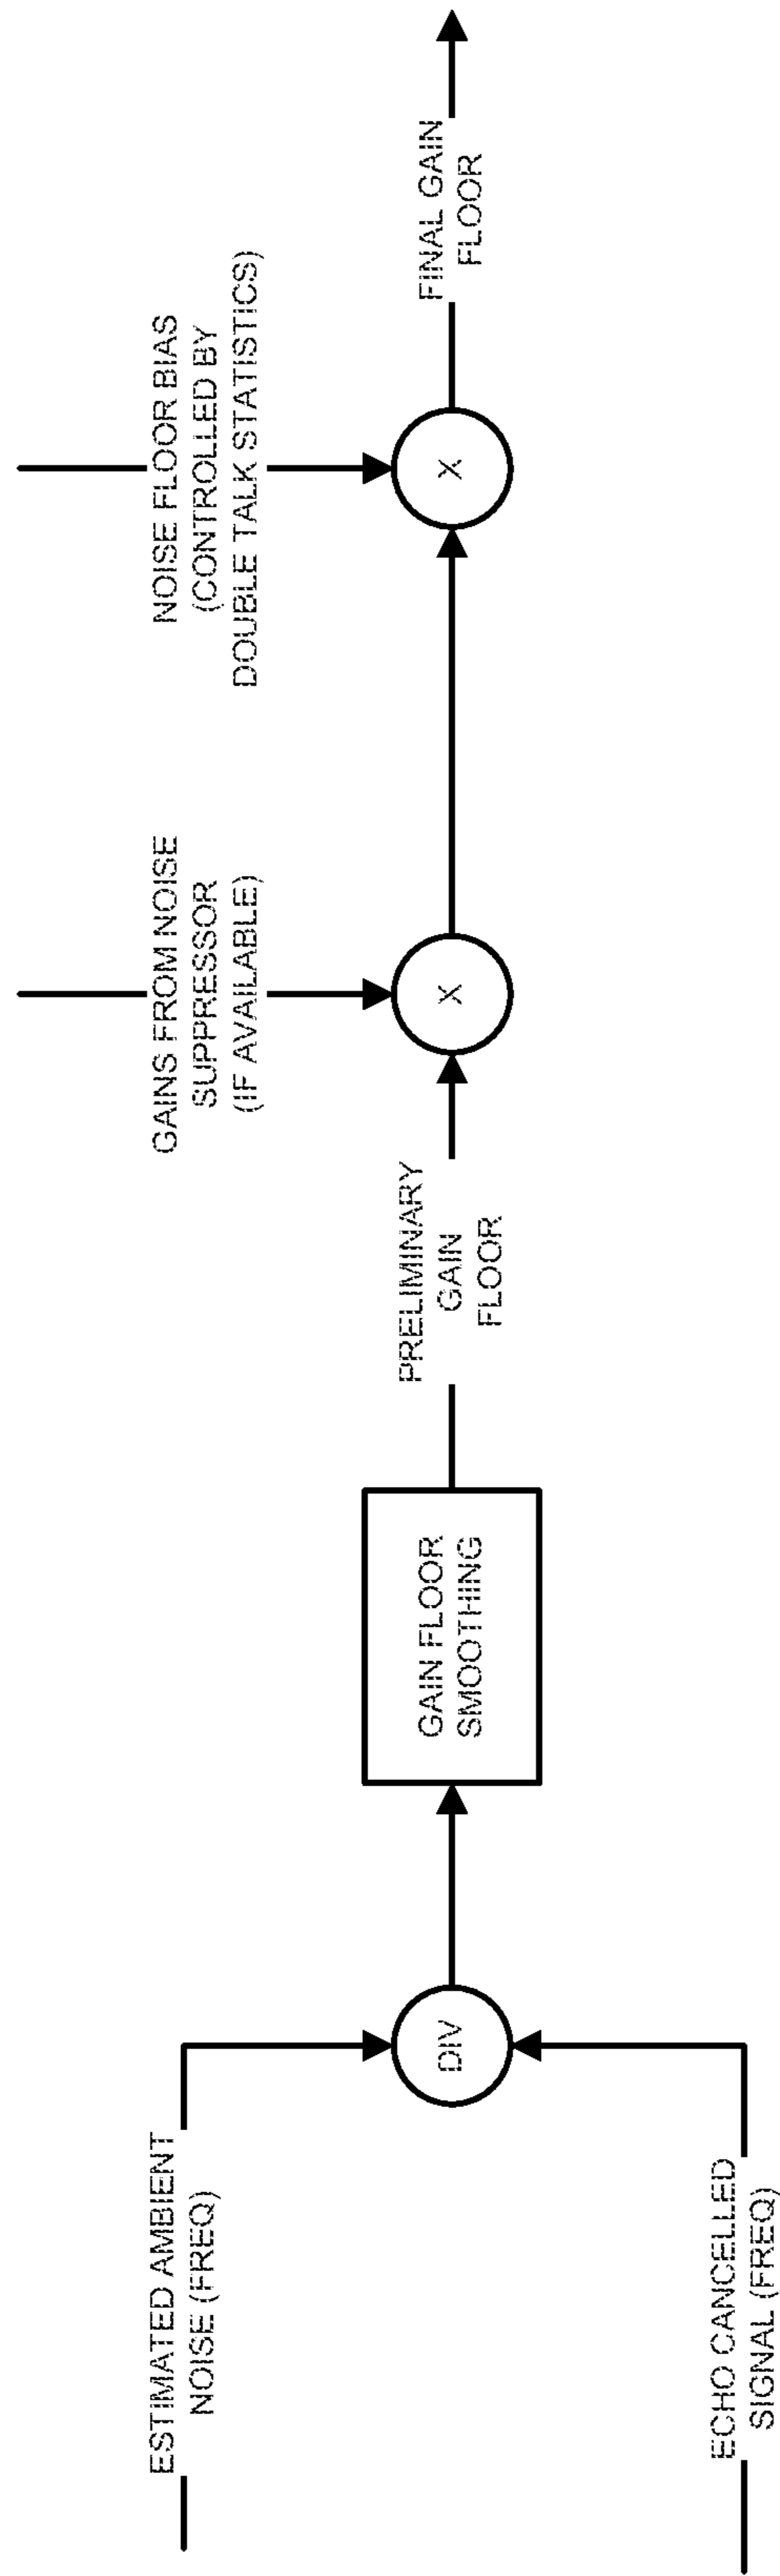 ESTIMATED AMBIENT
NOISE (FREQ)
ECHO CANCELLED
SIGNAL (FREQ)
DIV
GAIN FLOOR
SMOOTHING
PRELIMINARY
GAIN
FLOOR
GAINS FROM NOISE
SUPPRESSOR
(IF AVAILABLE)
X
NOISE FLOOR BIAS
(CONTROLLED BY
DOUBLE TALK STATISTICS)
X
FINAL GAIN
FLOOR